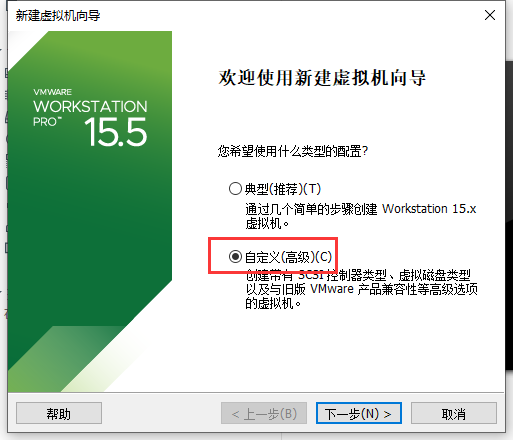 新建虚拟机向导
VMWARE
WORKSTATION
PRO™ 15.5
欢迎使用新建虚拟机向导
您希望使用什么类型的配置?
典型(推荐)(T)
通过几个简单的步骤创建 Workstation 15.x
虚拟机。
自定义(高级)(C)
创建带有 SCSI 控制器类型、虚拟磁盘类型
以及与旧版 VMware 产品兼容性等高级选项
的虚拟机。
帮助 < 上一步(B) 下一步(N) > 取消